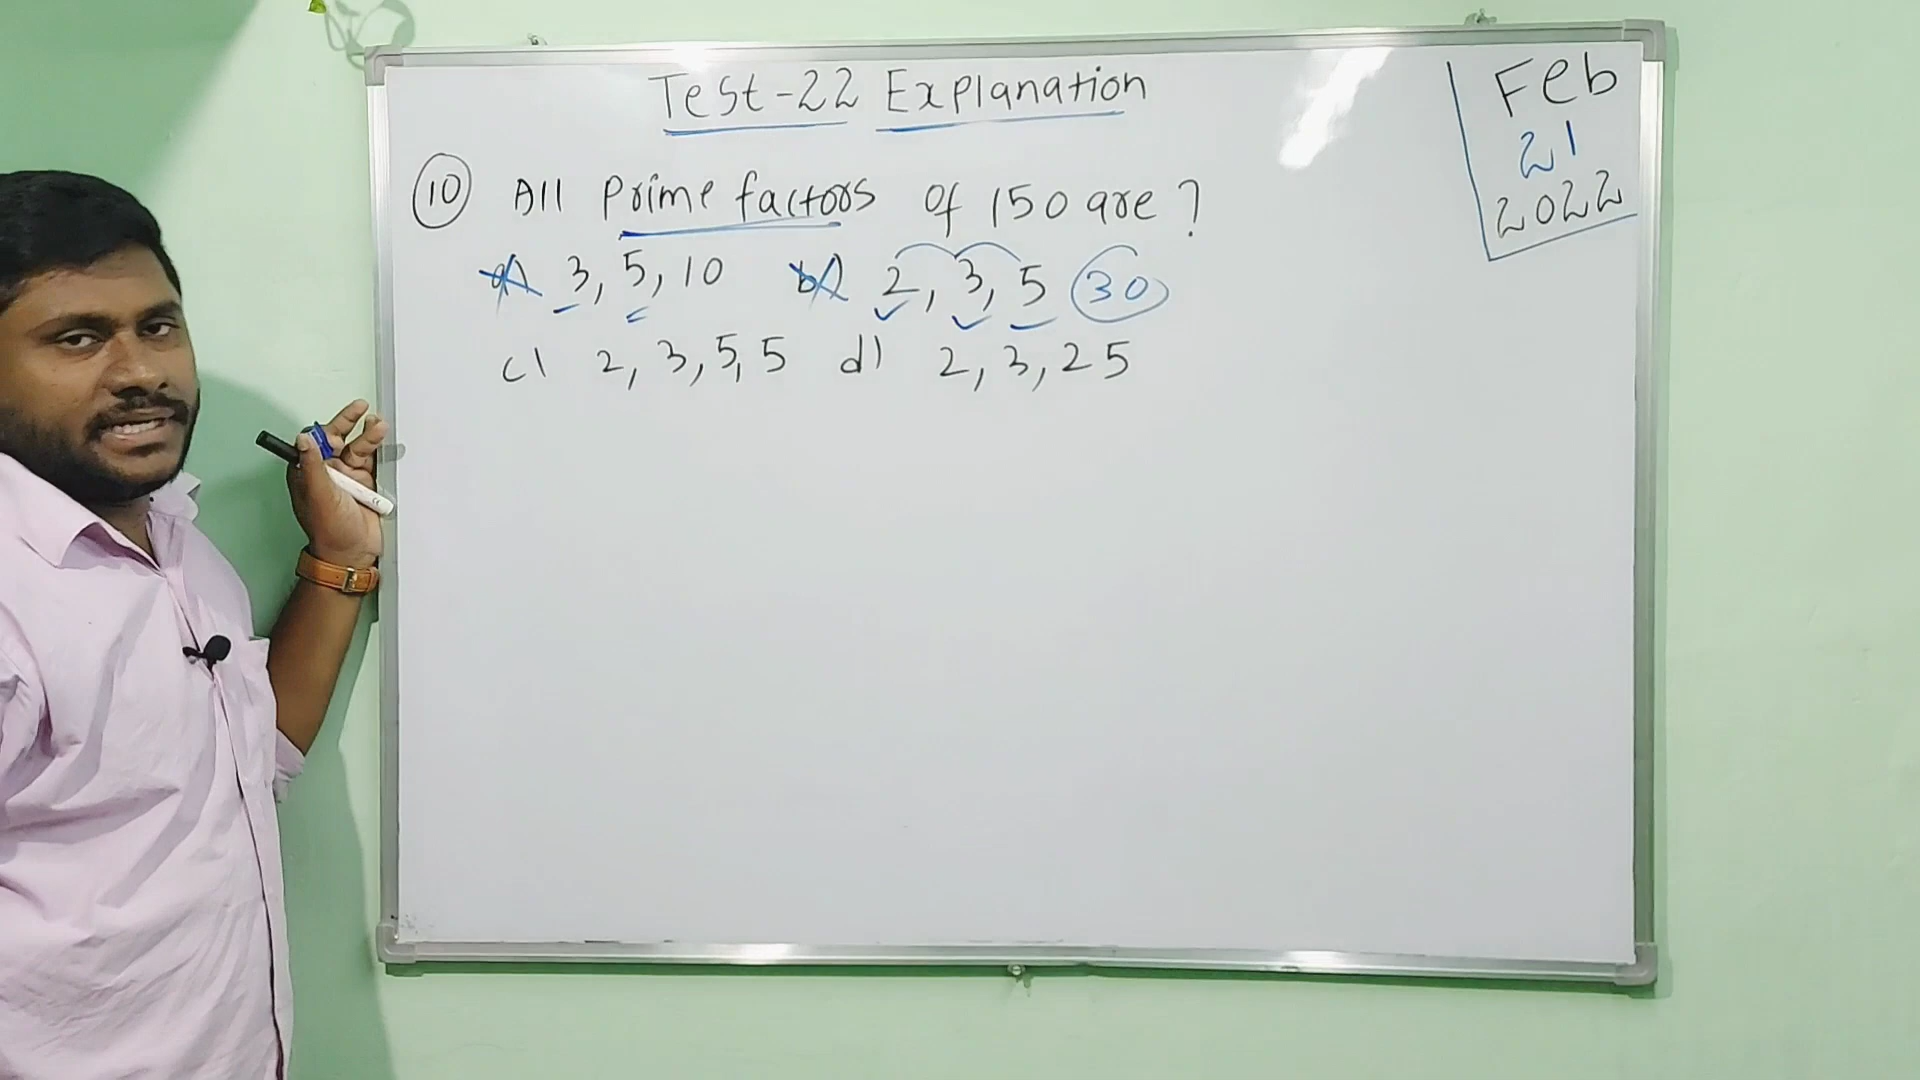 Test-22 Explanation
Feb
21
2022
10 All prime factors of 150 are?
a) 3, 5, 10 b) 2, 3, 5 30
c) 2, 3, 5, 5 d) 2, 3, 25